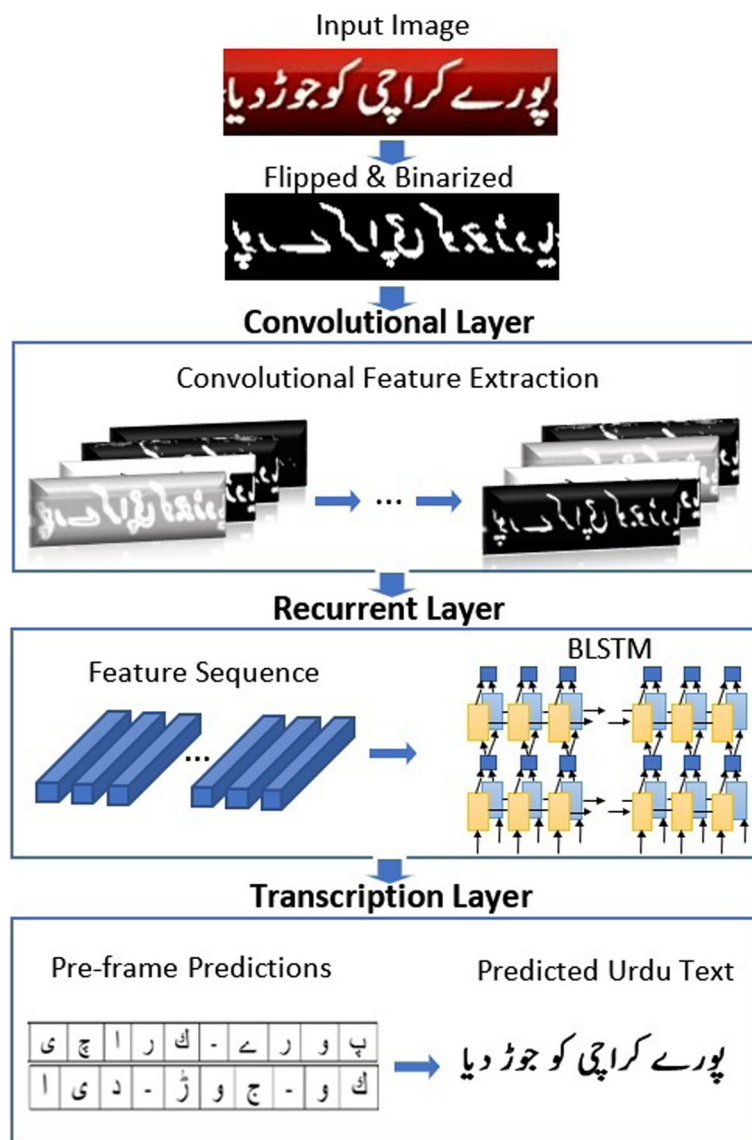 Input Image
پورے کراچی کو جوڑ دیا
Flipped & Binarized
Convolutional Layer
Convolutional Feature Extraction
...
Recurrent Layer
Feature Sequence
...
BLSTM
...
Transcription Layer
Pre-frame Predictions
پ و ر ے - ك ر ا چ ی
ك و - ج و ڑ - د ی ا
Predicted Urdu Text
پورے کراچی کو جوڑ دیا